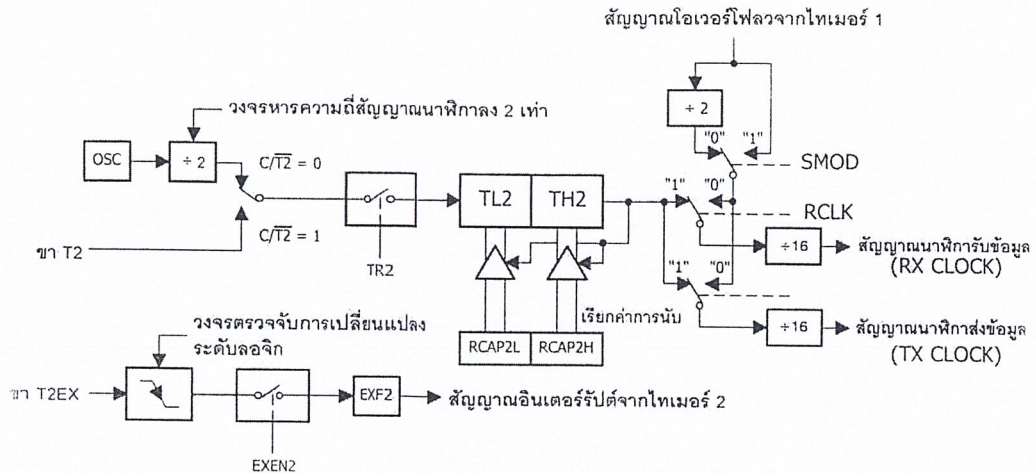 สัญญาณโอเวอร์โฟลวจากไทเมอร์ 1
วงจรหารความถี่สัญญาณนาฬิกาลง 2 เท่า
÷ 2
"0" "1"
SMOD
OSC
÷ 2
C/T2̅ = 0
TL2
TH2
"1" "0"
RCLK
C/T2̅ = 1
ขา T2
TR2
÷16
สัญญาณนาฬิการับข้อมูล
(RX CLOCK)
"1" "0"
เรียกค่าการนับ
÷16
สัญญาณนาฬิกาส่งข้อมูล
(TX CLOCK)
วงจรตรวจจับการเปลี่ยนแปลง
ระดับลอจิก
RCAP2L
RCAP2H
ขา T2EX
EXF2
สัญญาณอินเตอร์รัปต์จากไทเมอร์ 2
EXEN2